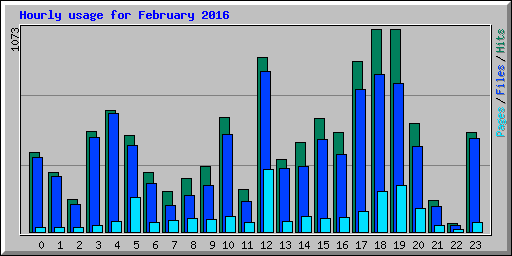 Hourly usage for February 2016
1073
Pages / Files / Hits
0 1 2 3 4 5 6 7 8 9 10 11 12 13 14 15 16 17 18 19 20 21 22 23